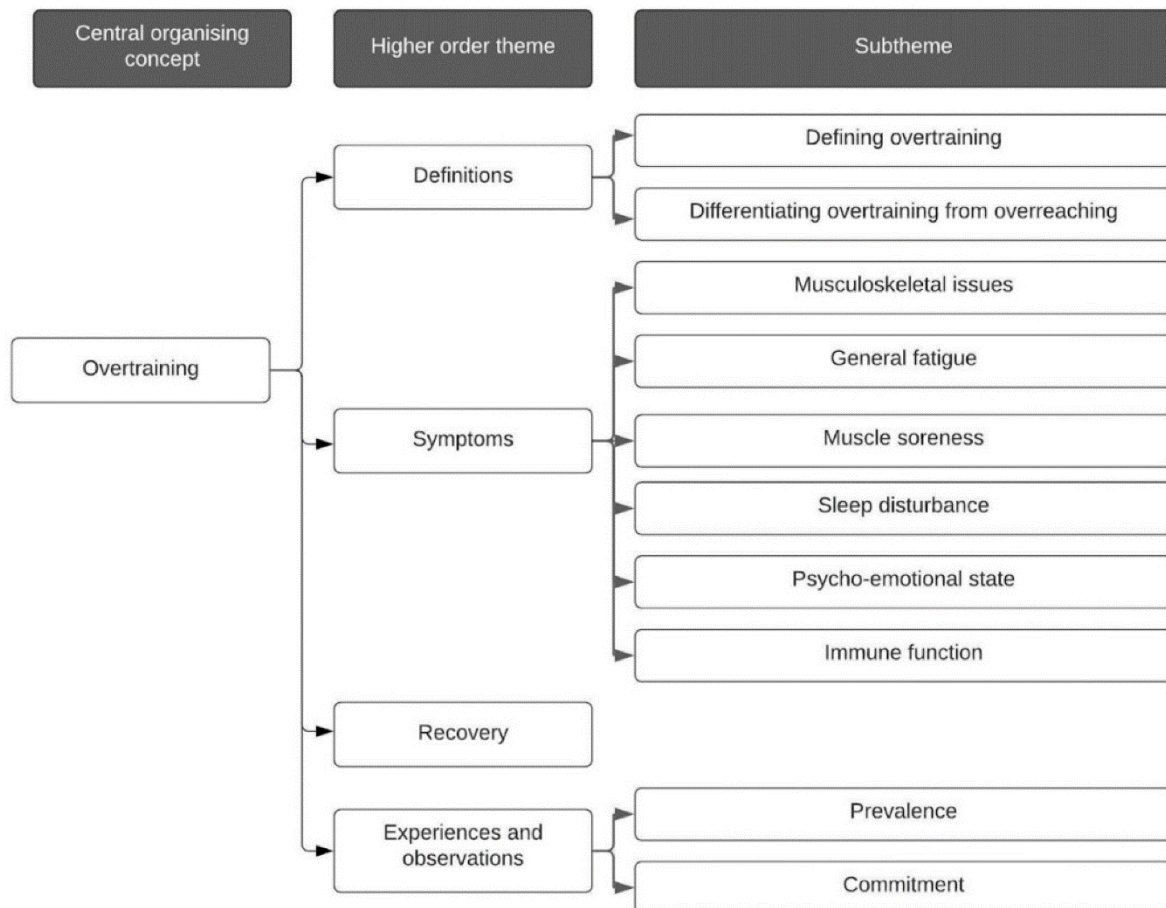 Central organising
concept
Higher order theme
Subtheme
Defining overtraining
Definitions
Differentiating overtraining from overreaching
Musculoskeletal issues
General fatigue
Overtraining
Symptoms
Muscle soreness
Sleep disturbance
Psycho-emotional state
Immune function
Recovery
Prevalence
Experiences and
observations
Commitment